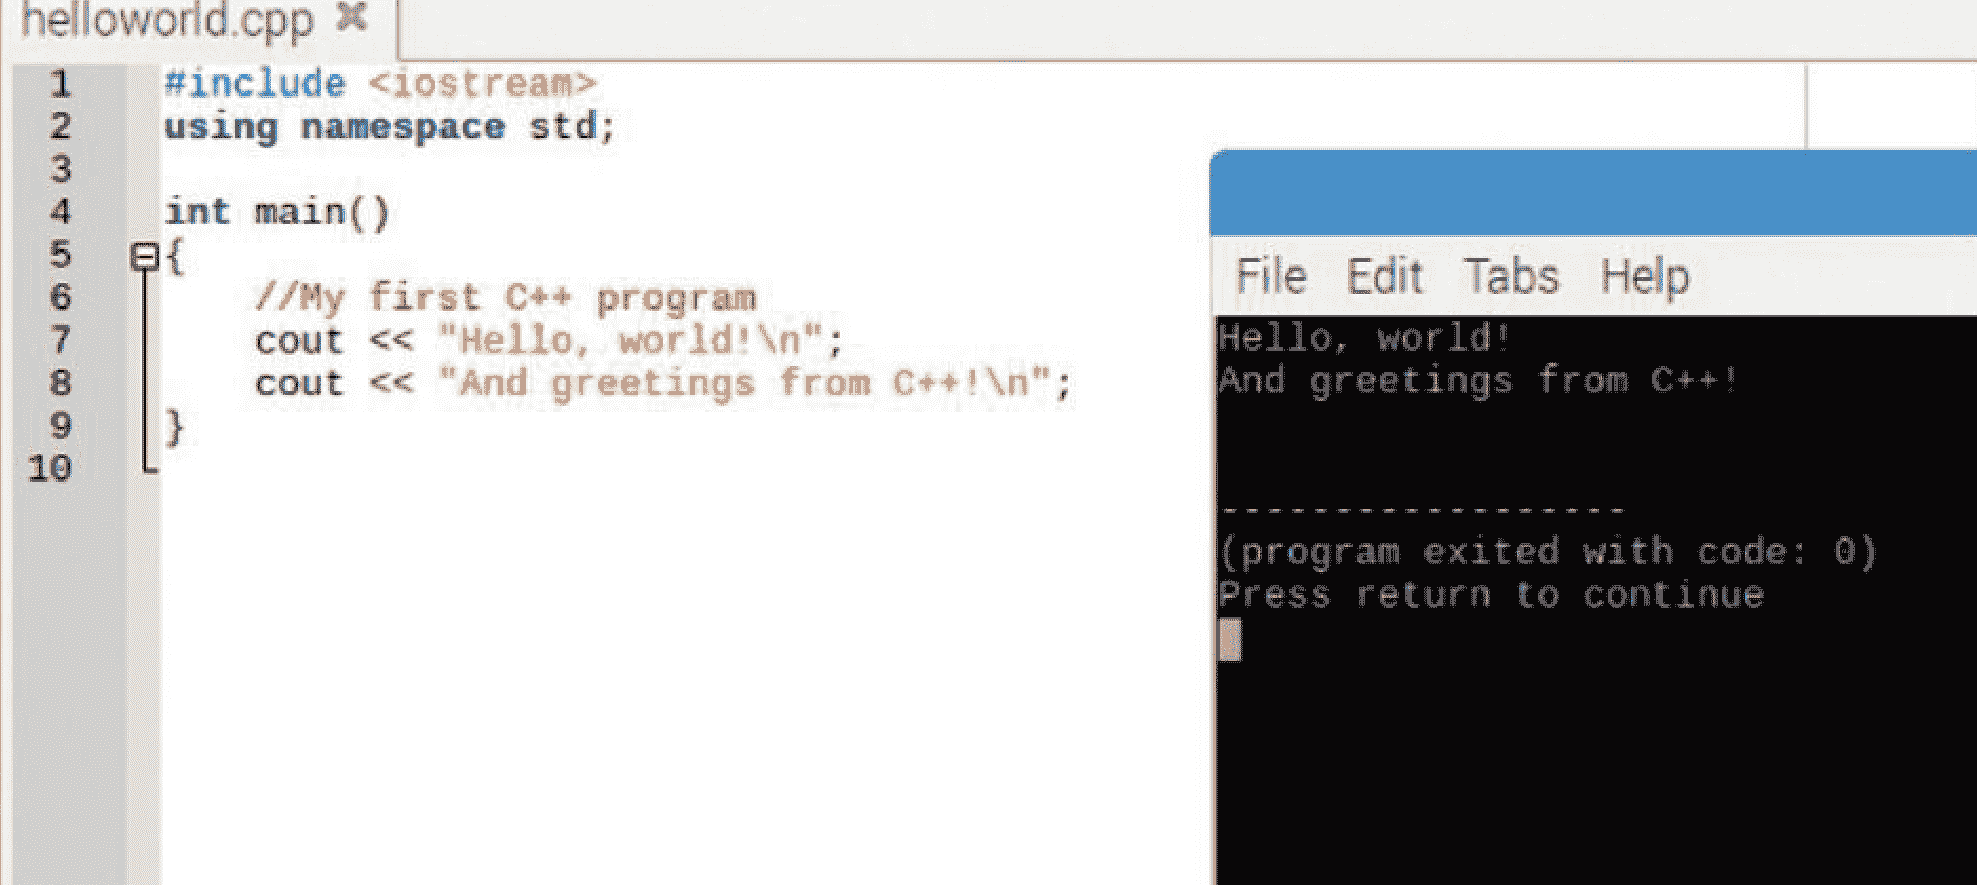 helloworld.cpp ✖
1 #include <iostream>
2 using namespace std;
3
4 int main()
5 {
6 //My first C++ program
7 cout << "Hello, world!\n";
8 cout << "And greetings from C++!\n";
9 }
10
File Edit Tabs Help
Hello, world!
And greetings from C++!
------------------
(program exited with code: 0)
Press return to continue